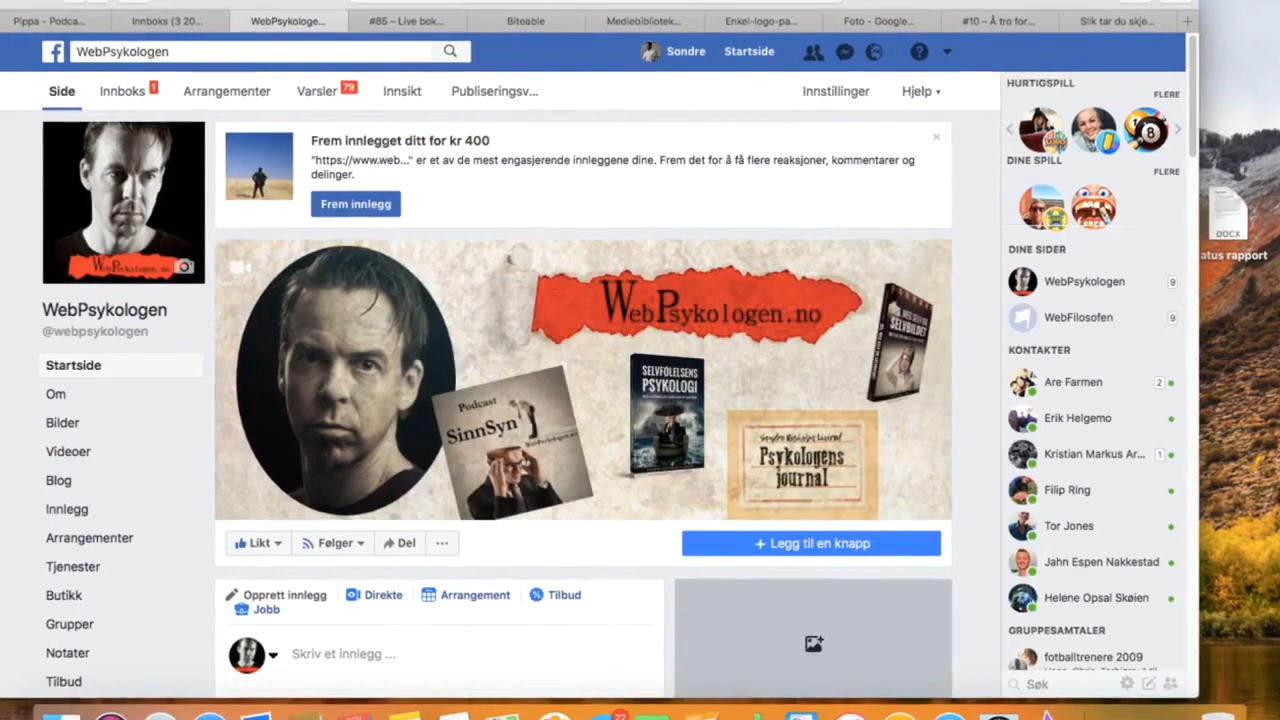 Pippa - Podca...
Innboks (3 20...
WebPsykologe...
#85 – Live bok...
Biteable
Mediebibliotek...
Enkel-logo-pa...
Foto - Google...
#10 – Å tro for...
Slik tar du skje...
WebPsykologen
Sondre
Startside
Side
Innboks 1
Arrangementer
Varsler 79
Innsikt
Publiseringsv...
Innstillinger
Hjelp
Frem innlegget ditt for kr 400
"https://www.web..." er et av de mest engasjerende innleggene dine. Frem det for å få flere reaksjoner, kommentarer og
delinger.
Frem innlegg
WebPsykologen.no
WebPsykologen
@webpsykologen
Startside
Om
Bilder
Videoer
Blog
Innlegg
Arrangementer
Tjenester
Butikk
Grupper
Notater
Tilbud
WebPsykologen.no
Podcast
SinnSyn
WebPsykologen.no
SELVFØLELSENS
PSYKOLOGI
SELVBILDET
Psykologens
journal
Likt
Følger
Del
+ Legg til en knapp
Opprett innlegg
Direkte
Arrangement
Tilbud
Jobb
Skriv et innlegg ...
HURTIGSPILL
FLERE
DINE SPILL
FLERE
DINE SIDER
WebPsykologen 9
WebFilosofen 9
KONTAKTER
Are Farmen 2
Erik Helgemo
Kristian Markus Ar... 1
Filip Ring
Tor Jones
Jahn Espen Nakkestad
Helene Opsal Skøien
GRUPPESAMTALER
fotballtrenere 2009
Søk
DOCX
atus rapport
22